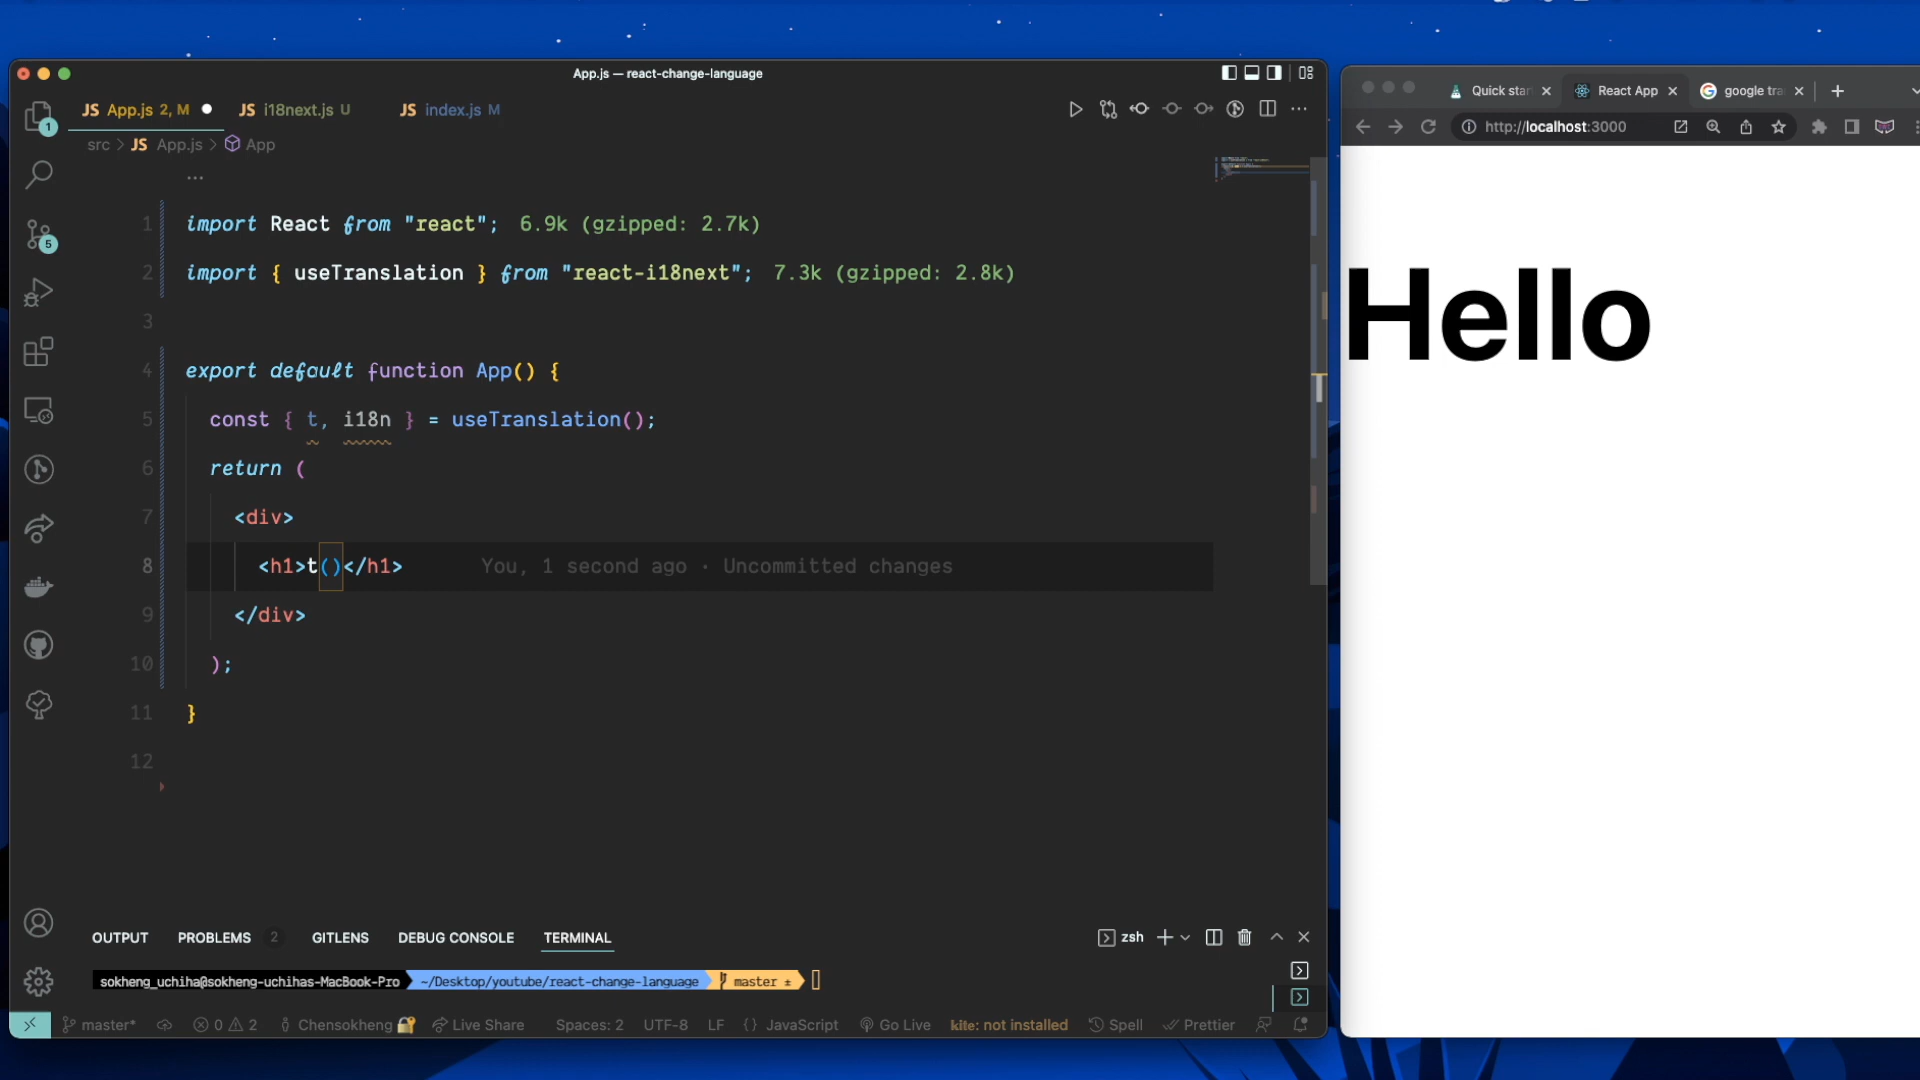 App.js — react-change-language
JS App.js 2, M
JS i18next.js U
JS index.js M
src > JS App.js > App
...
1 import React from "react"; 6.9k (gzipped: 2.7k)
2 import { useTranslation } from "react-i18next"; 7.3k (gzipped: 2.8k)
3
4 export default function App() {
5 const { t, i18n } = useTranslation();
6 return (
7 <div>
8 <h1>t()</h1> You, 1 second ago · Uncommitted changes
9 </div>
10 );
11 }
12
1
5
OUTPUT PROBLEMS 2 GITLENS DEBUG CONSOLE TERMINAL
zsh
sokheng_uchiha@sokheng-uchihas-MacBook-Pro ~/Desktop/youtube/react-change-language master ±
master* 0 2 Chensokheng Live Share Spaces: 2 UTF-8 LF {} JavaScript Go Live kite: not installed Spell Prettier
Quick star
React App
google tra
http://localhost:3000
Hello